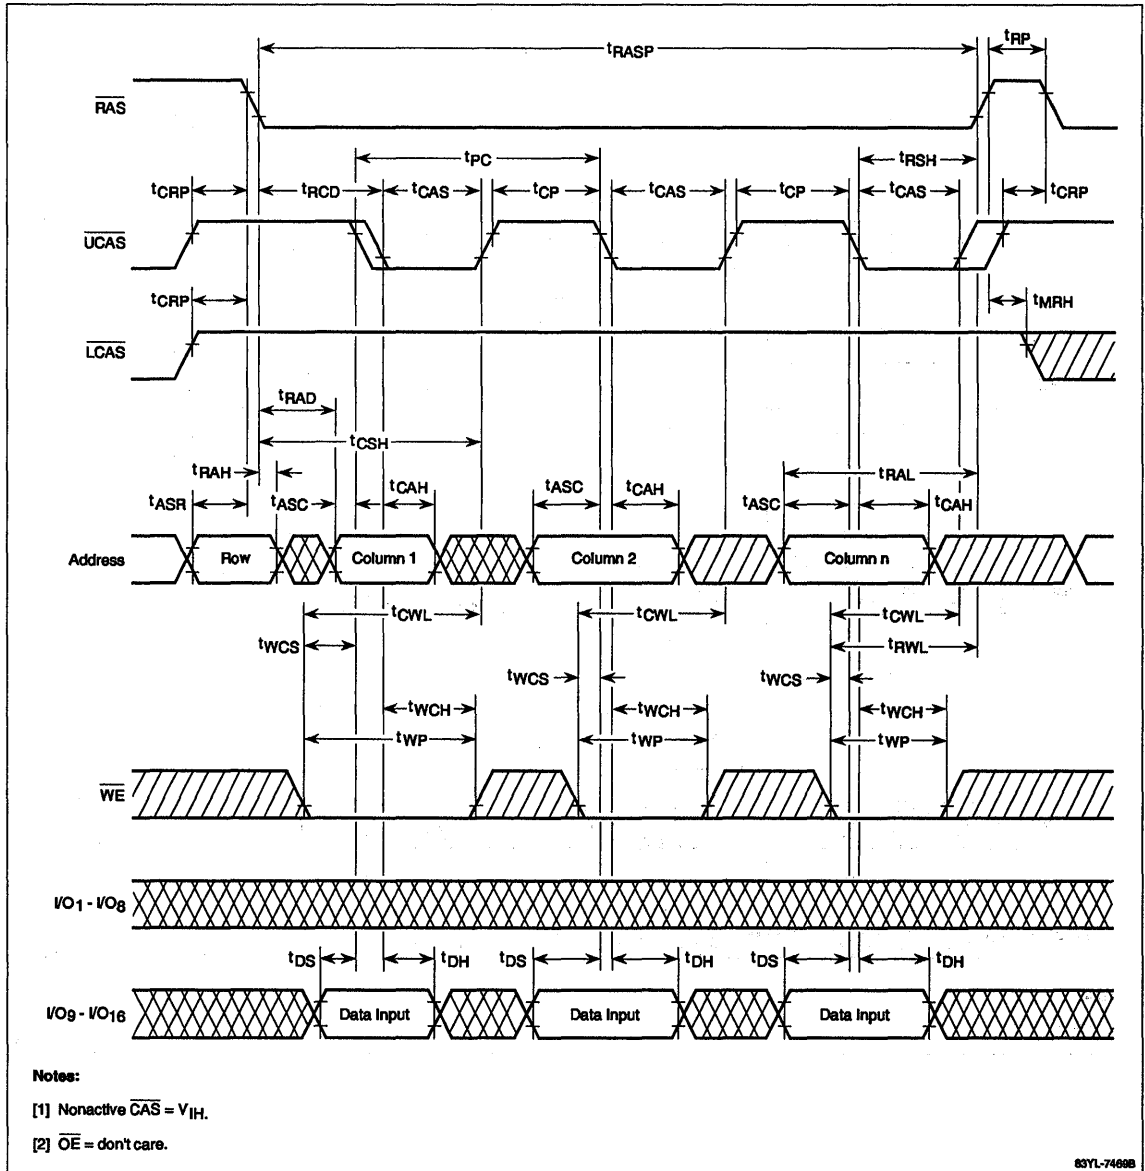 tRASP tRP
RAS
tPC tRSH
tCRP tRCD tCAS tCP tCAS tCP tCAS tCRP
UCAS
tCRP tMRH
LCAS
tRAD
tCSH
tRAH tRAL
tASR tASC tCAH tASC tCAH tASC tCAH
Address Row Column 1 Column 2 Column n
tCWL tCWL tCWL
tWCS tRWL
tWCS tWCS
tWCH tWCH tWCH
tWP tWP tWP
WE
I/O1 - I/O8
tDS tDH tDS tDH tDS tDH
I/O9 - I/O16 Data Input Data Input Data Input
Notes:
[1] Nonactive CAS = VIH.
[2] OE = don't care.
83YL-7469B